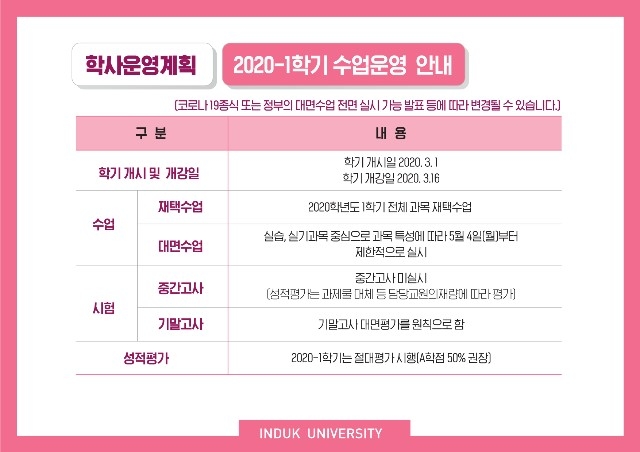 학사운영계획
2020-1학기 수업운영 안내
(코로나19종식 또는 정부의 대면수업 전면 실시 가능 발표 등에 따라 변경될 수 있습니다.)
구 분
내 용
학기 개시 및 개강일
학기 개시일 2020. 3. 1
학기 개강일 2020. 3.16
수업
재택수업
2020학년도 1학기 전체 과목 재택수업
대면수업
실습, 실기과목 중심으로 과목 특성에 따라 5월 4일(월)부터
제한적으로 실시
시험
중간고사
중간고사 미실시
(성적평가는 과제물 대체 등 담당교원의재량에 따라 평가)
기말고사
기말고사 대면평가를 원칙으로 함
성적평가
2020-1학기는 절대평가 시행(A학점 50% 권장)
INDUK UNIVERSITY